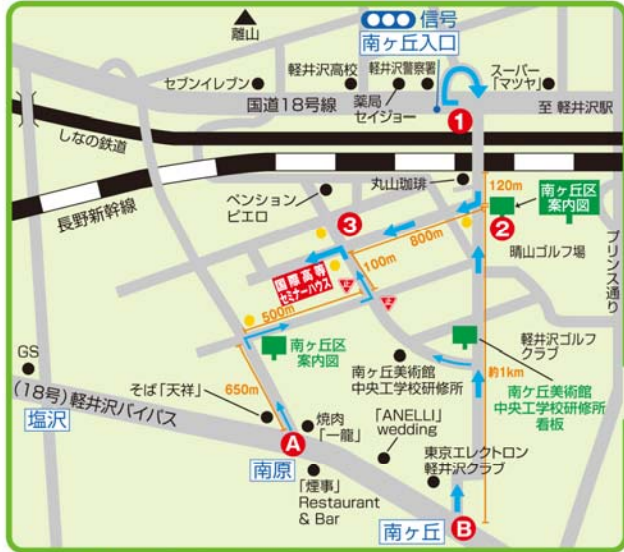 離山
信号
南ヶ丘入口
セブンイレブン
軽井沢高校
軽井沢警察署
薬局
セイジョー
スーパー
「マツヤ」
国道18号線
至 軽井沢駅
1
しなの鉄道
長野新幹線
ペンション
ピエロ
丸山珈琲
120m
南ヶ丘区
案内図
2
3
800m
晴山ゴルフ場
プリンス通り
100m
国際高等
セミナーハウス
止
止
500m
南ヶ丘区
案内図
軽井沢ゴルフ
クラブ
GS
650m
南ヶ丘美術館
中央工学校研修所
約1km
南ヶ丘美術館
中央工学校研修所
看板
(18号)軽井沢バイパス
塩沢
そば「天祥」
焼肉
「一龍」
「ANELLI」
wedding
A
南原
東京エレクトロン
軽井沢クラブ
「煙事」
Restaurant
& Bar
南ヶ丘
B